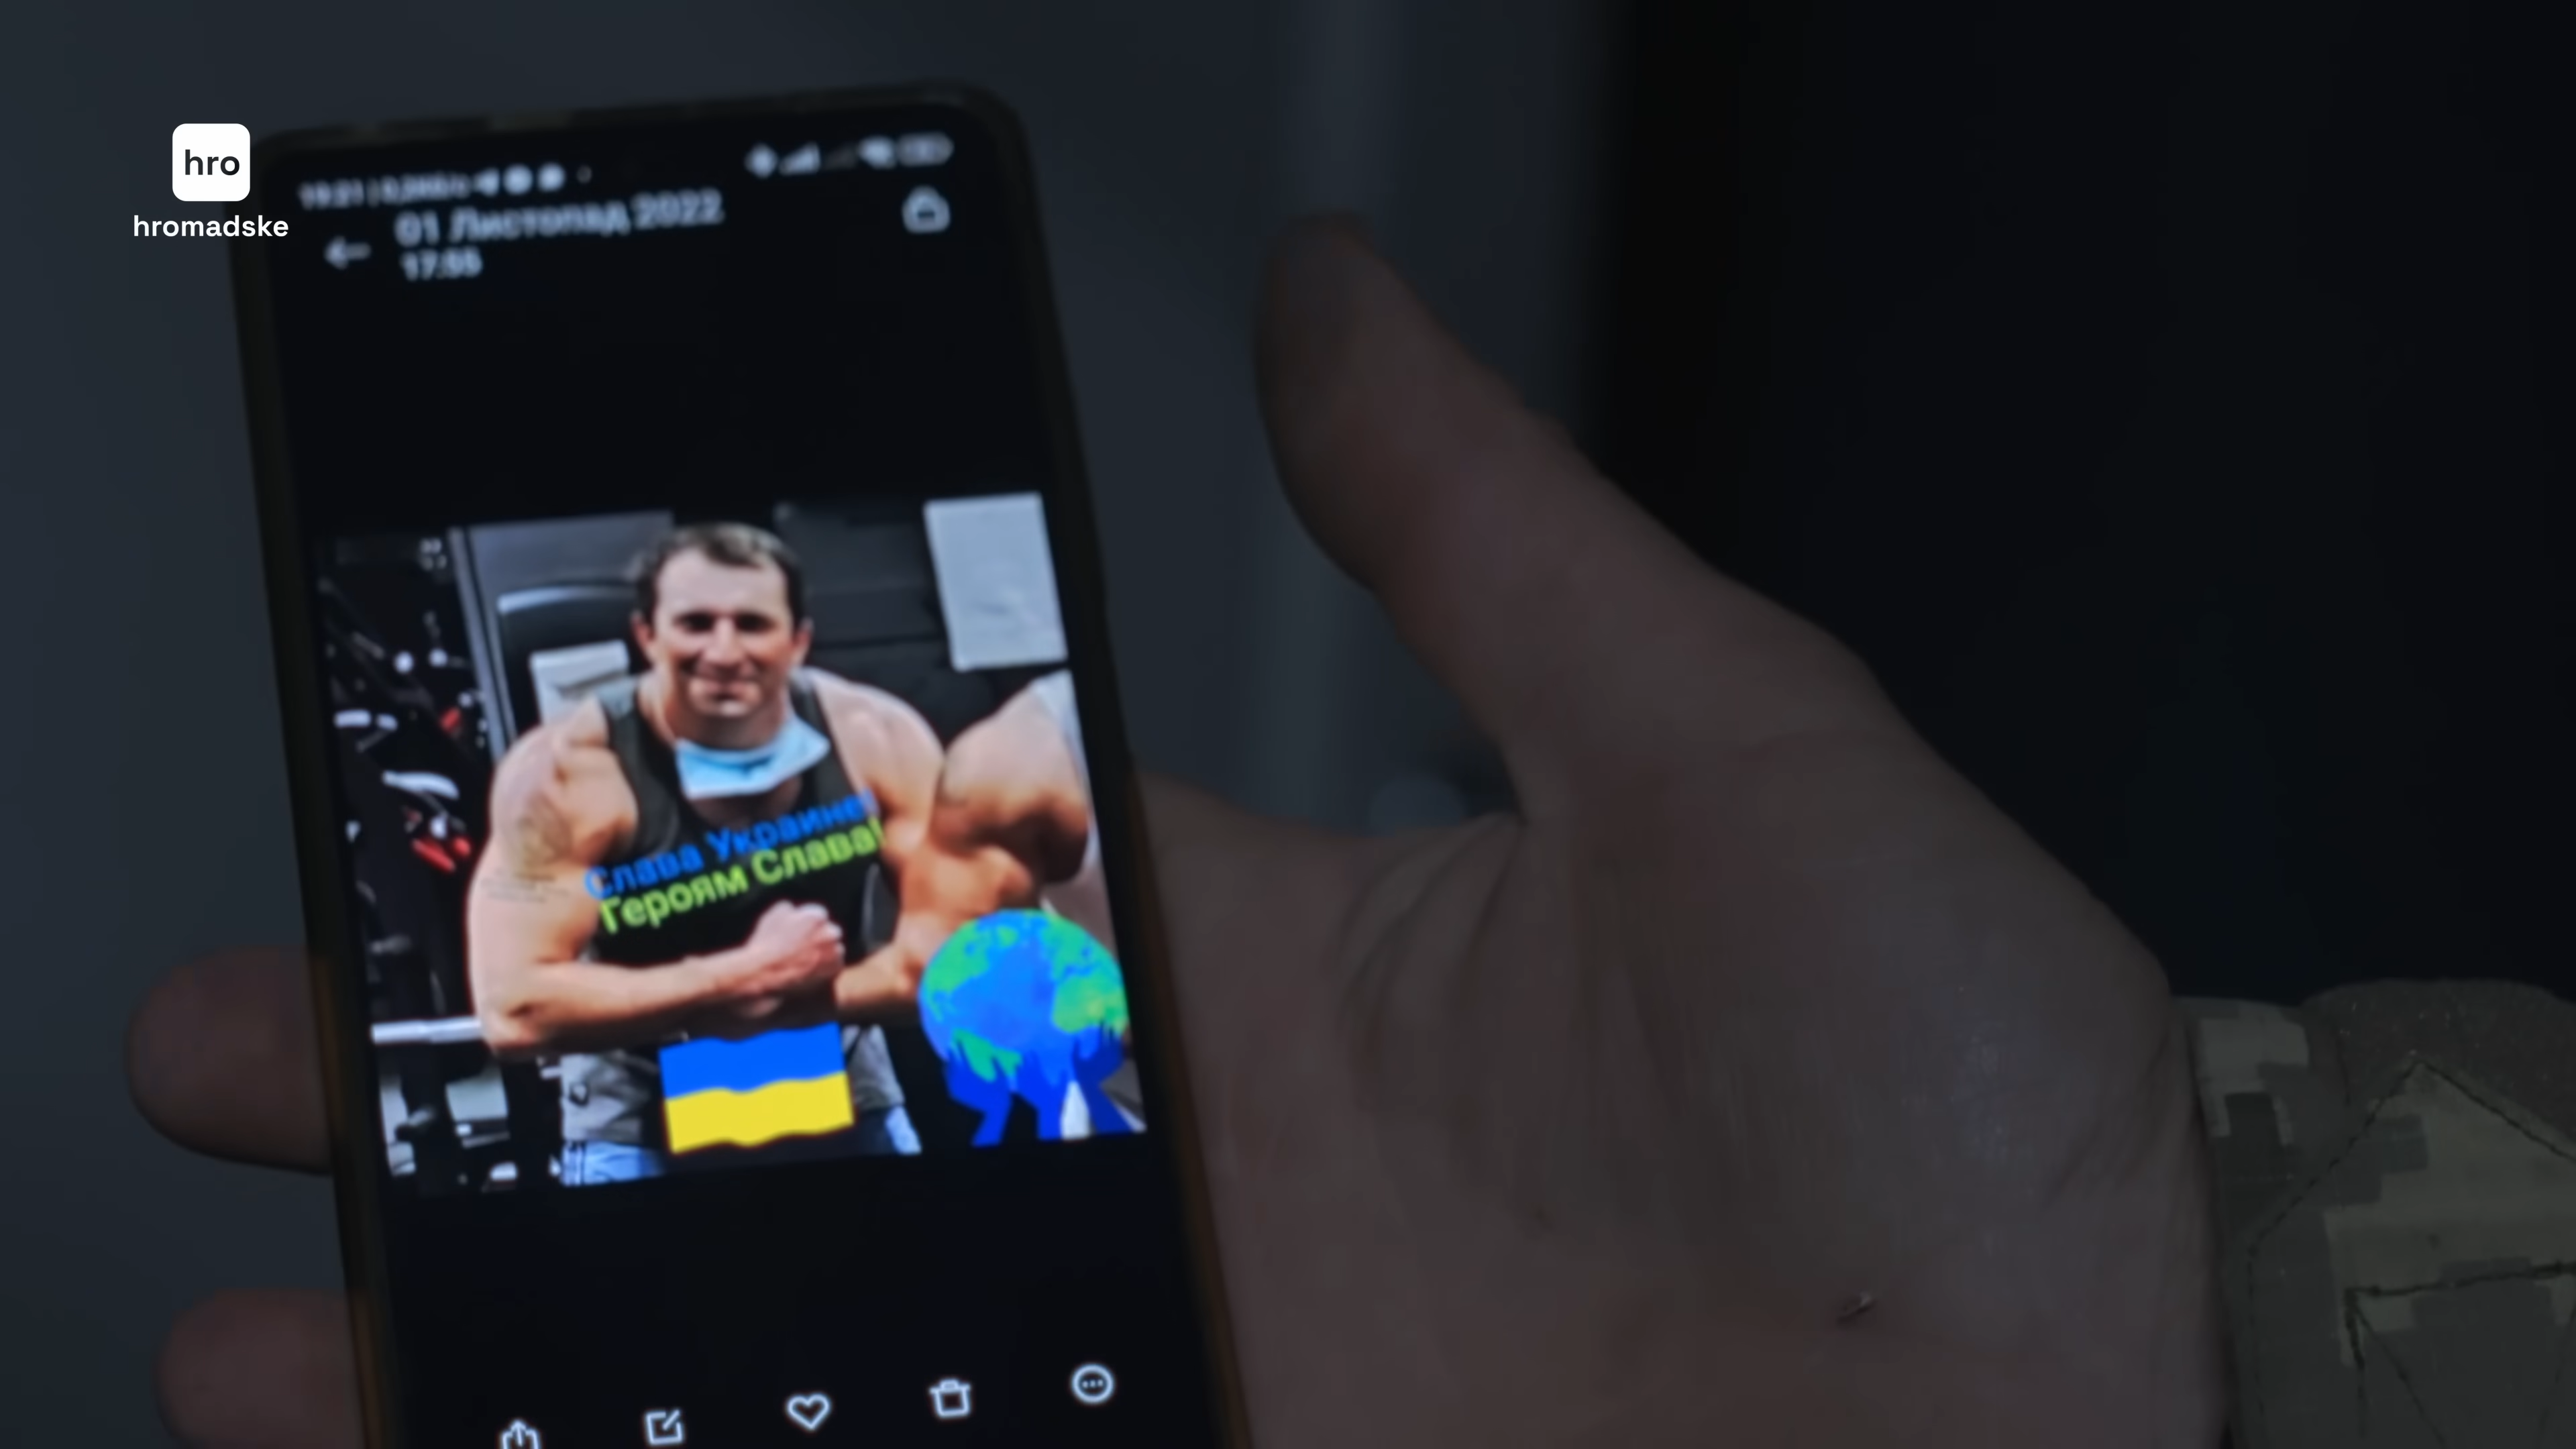 hro
hromadske
01 Листопад 2022
17:55
Слава Украине!
Героям Слава!